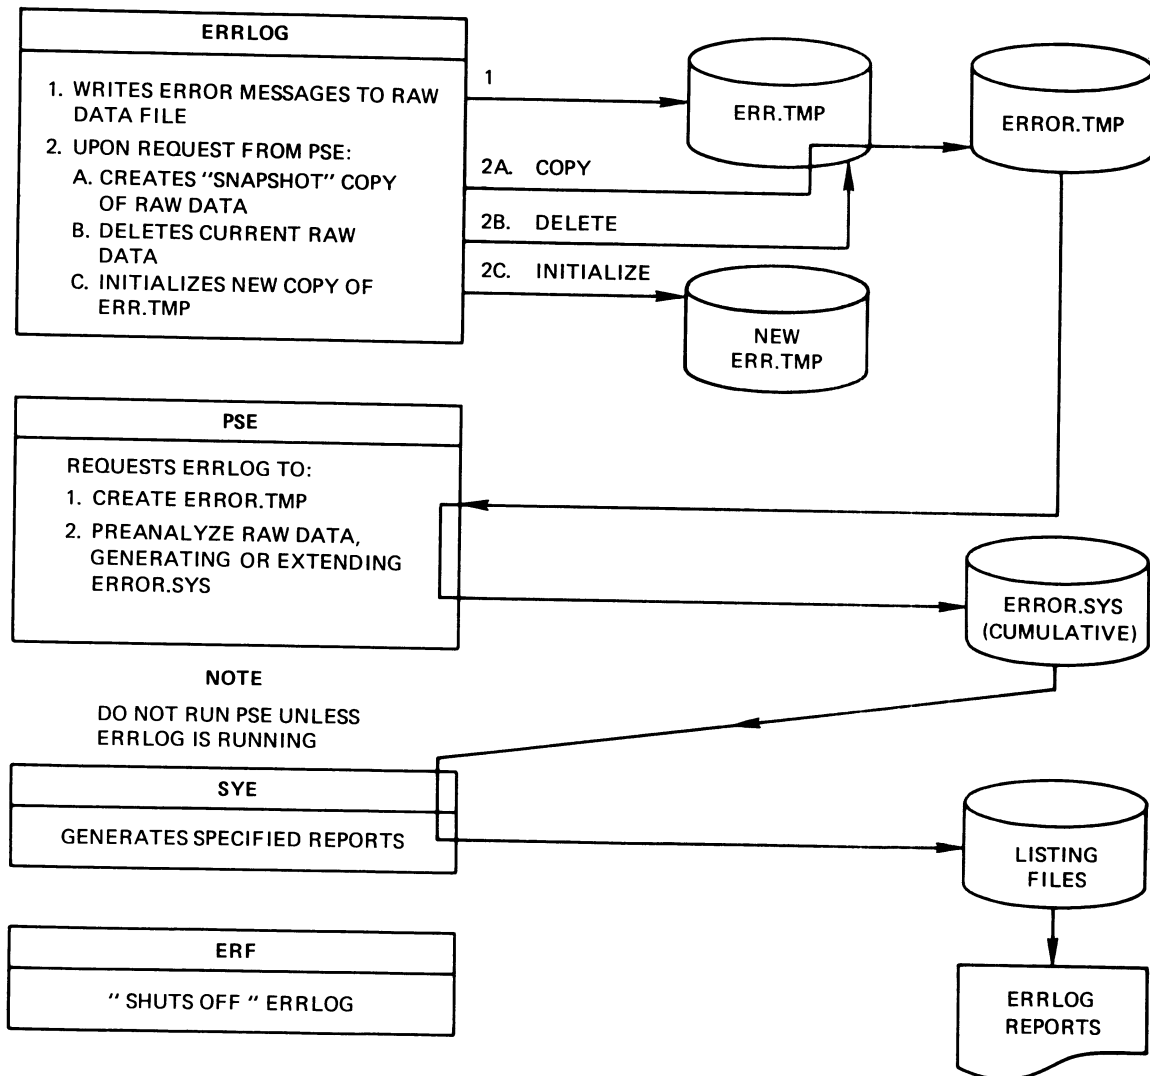 ERRLOG
1. WRITES ERROR MESSAGES TO RAW
DATA FILE
2. UPON REQUEST FROM PSE:
A. CREATES "SNAPSHOT" COPY
OF RAW DATA
B. DELETES CURRENT RAW
DATA
C. INITIALIZES NEW COPY OF
ERR.TMP
1
2A. COPY
2B. DELETE
2C. INITIALIZE
ERR.TMP
ERROR.TMP
NEW
ERR.TMP
PSE
REQUESTS ERRLOG TO:
1. CREATE ERROR.TMP
2. PREANALYZE RAW DATA,
GENERATING OR EXTENDING
ERROR.SYS
ERROR.SYS
(CUMULATIVE)
NOTE
DO NOT RUN PSE UNLESS
ERRLOG IS RUNNING
SYE
GENERATES SPECIFIED REPORTS
LISTING
FILES
ERF
" SHUTS OFF " ERRLOG
ERRLOG
REPORTS